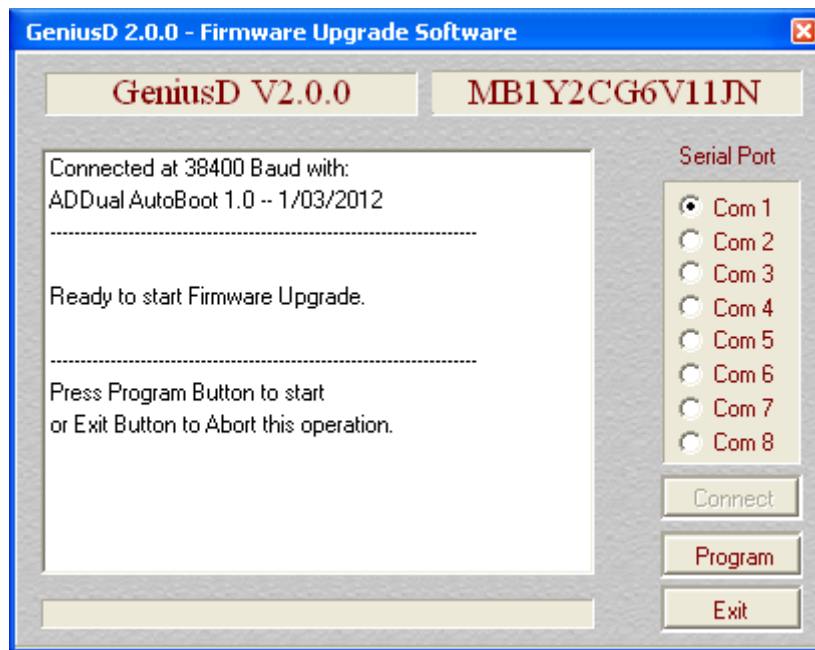 GeniusD 2.0.0 - Firmware Upgrade Software
GeniusD V2.0.0
MB1Y2CG6V11JN
Connected at 38400 Baud with:
ADDual AutoBoot 1.0 -- 1/03/2012
-----------------------------------------------------------------------
Ready to start Firmware Upgrade.
-----------------------------------------------------------------------
Press Program Button to start
or Exit Button to Abort this operation.
Serial Port
Com 1
Com 2
Com 3
Com 4
Com 5
Com 6
Com 7
Com 8
Connect
Program
Exit